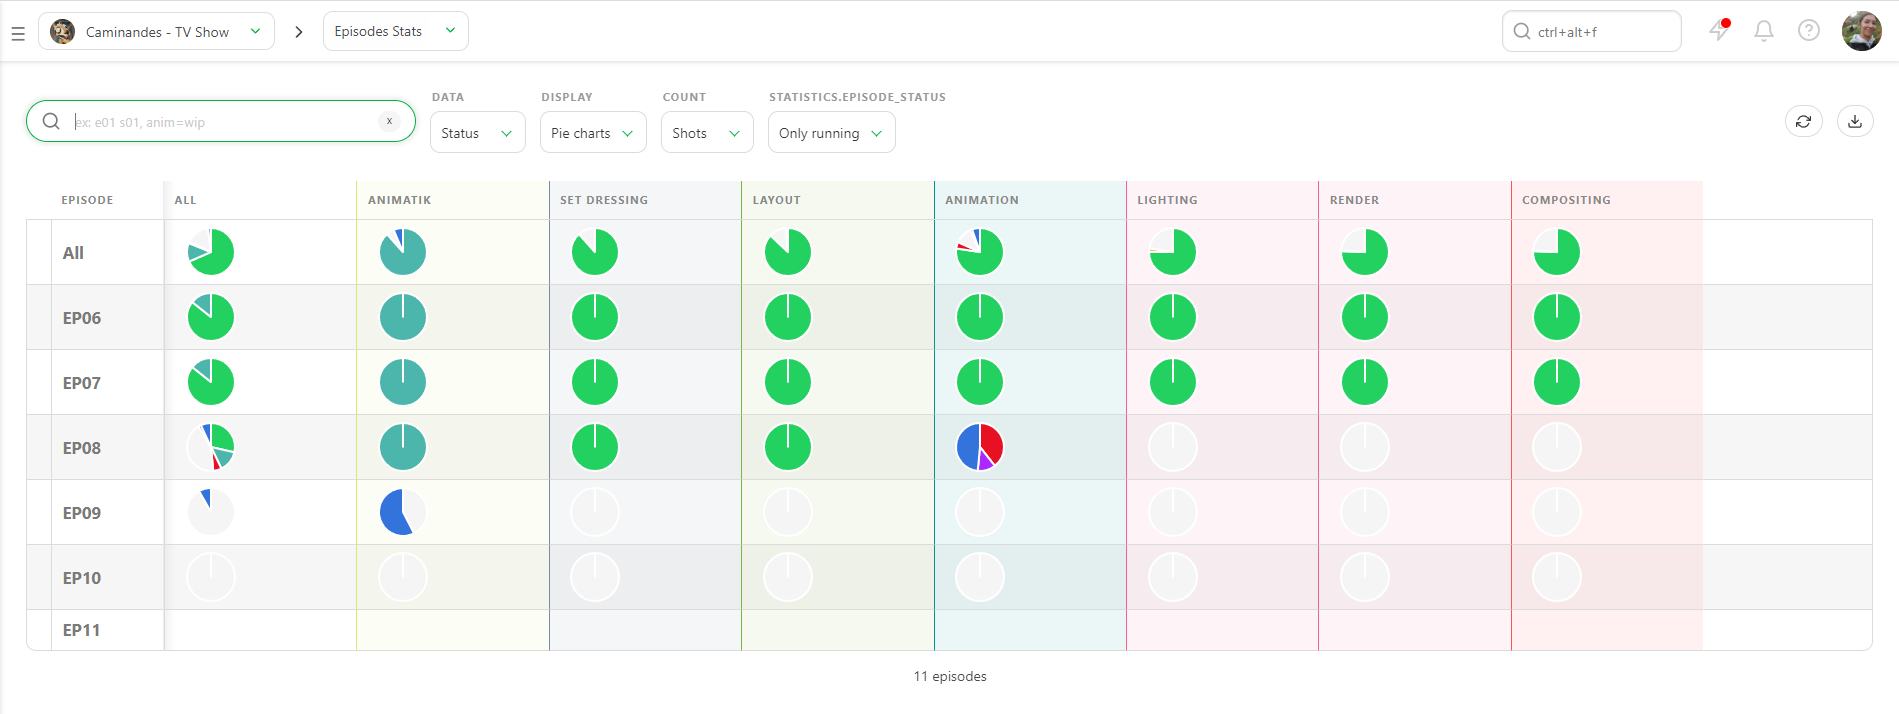 Caminandes - TV Show
Episodes Stats
ctrl+alt+f
ex: e01 s01, anim=wip
x
DATA
DISPLAY
COUNT
STATISTICS.EPISODE_STATUS
Status
Pie charts
Shots
Only running
EPISODE
ALL
ANIMATIK
SET DRESSING
LAYOUT
ANIMATION
LIGHTING
RENDER
COMPOSITING
All
EP06
EP07
EP08
EP09
EP10
EP11
11 episodes